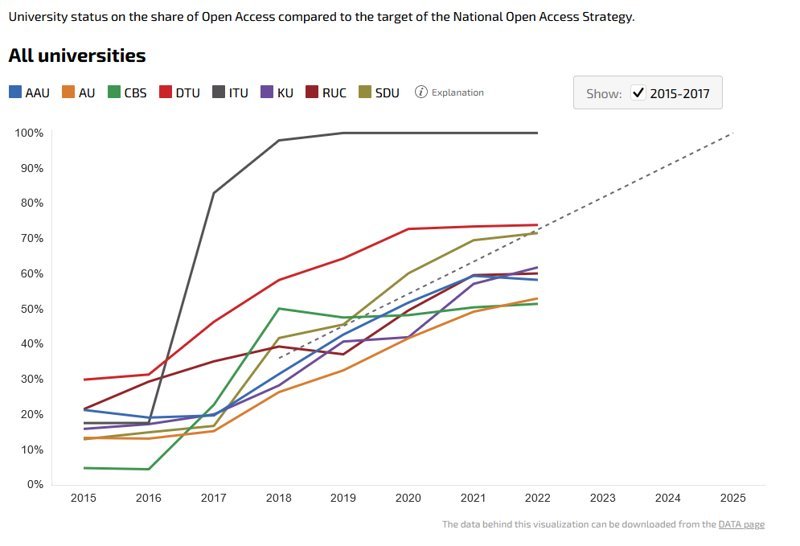 University status on the share of Open Access compared to the target of the National Open Access Strategy.
All universities
AAU AU CBS DTU ITU KU RUC SDU i Explanation
Show: 2015-2017
100%
90%
80%
70%
60%
50%
40%
30%
20%
10%
0%
2015 2016 2017 2018 2019 2020 2021 2022 2023 2024 2025
The data behind this visualization can be downloaded from the DATA page